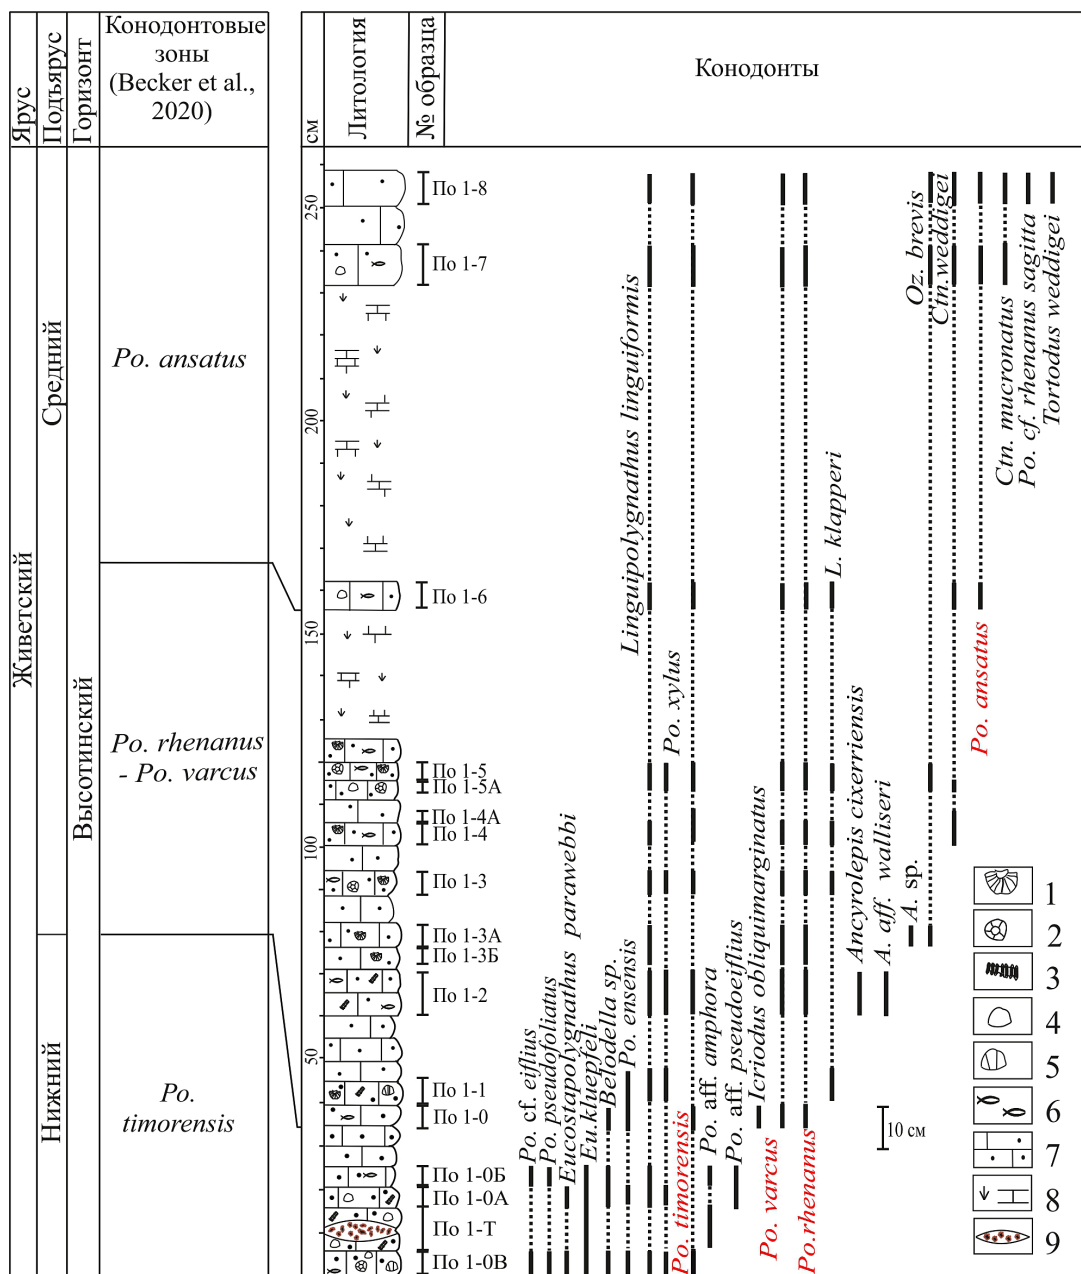 Ярус
Подъярус
Горизонт
Конодонтовые
зоны
(Becker et al.,
2020)
см
Литология
№ образца
Конодонты
Живетский
Средний
Нижний
Высотинский
Po. ansatus
Po. rhenanus
- Po. varcus
Po.
timorensis
250
200
150
100
50
По 1-8
По 1-7
По 1-6
По 1-5
По 1-5А
По 1-4А
По 1-4
По 1-3
По 1-3А
По 1-3Б
По 1-2
По 1-1
По 1-0
По 1-0Б
По 1-0А
По 1-Т
По 1-0В
Po. cf. eiflius
Po. pseudofoliatus
Eucostapolygnathus parawebbi
Eu.kluepfeli
Belodella sp.
Po. ensensis
Linguipolygnathus linguiformis
Po. xylus
Po. timorensis
Po. aff. amphora
Po. aff. pseudoeiflius
Icriodus obliquimarginatus
Po. varcus
Po.rhenanus
L. klapperi
Ancyrolepis cixerriensis
A. aff. walliseri
A. sp.
Oz. brevis
Ctn.weddigei
Po. ansatus
Ctn. mucronatus
Po. cf. rhenanus sagitta
Tortodus weddigei
10 см
1
2
3
4
5
6
7
8
9